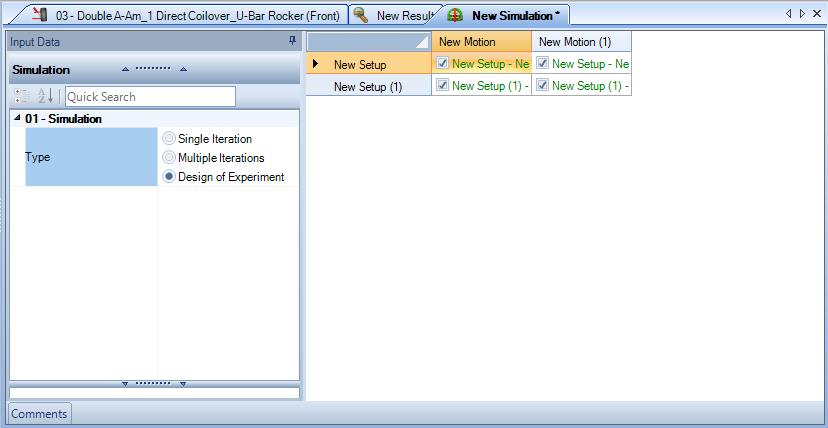 03 - Double A-Am_1 Direct Coilover_U-Bar Rocker (Front) New Result New Simulation *
Input Data
Simulation
Quick Search
01 - Simulation
Type
Single Iteration
Multiple Iterations
Design of Experiment
New Motion New Motion (1)
New Setup New Setup - Ne New Setup - Ne
New Setup (1) New Setup (1) - New Setup (1) -
Comments